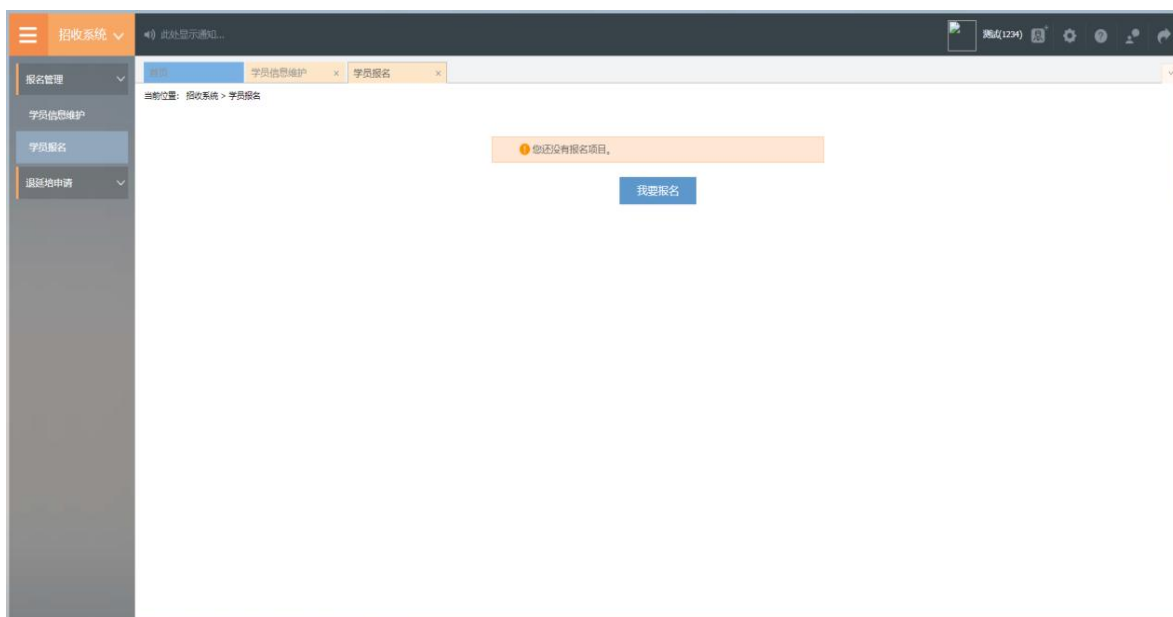 招收系统
此处显示通知...
测试(1234)
报名管理
学员信息维护
学员报名
退延培申请
首页
学员信息维护 ×
学员报名 ×
当前位置: 招收系统 > 学员报名
您还没有报名项目。
我要报名